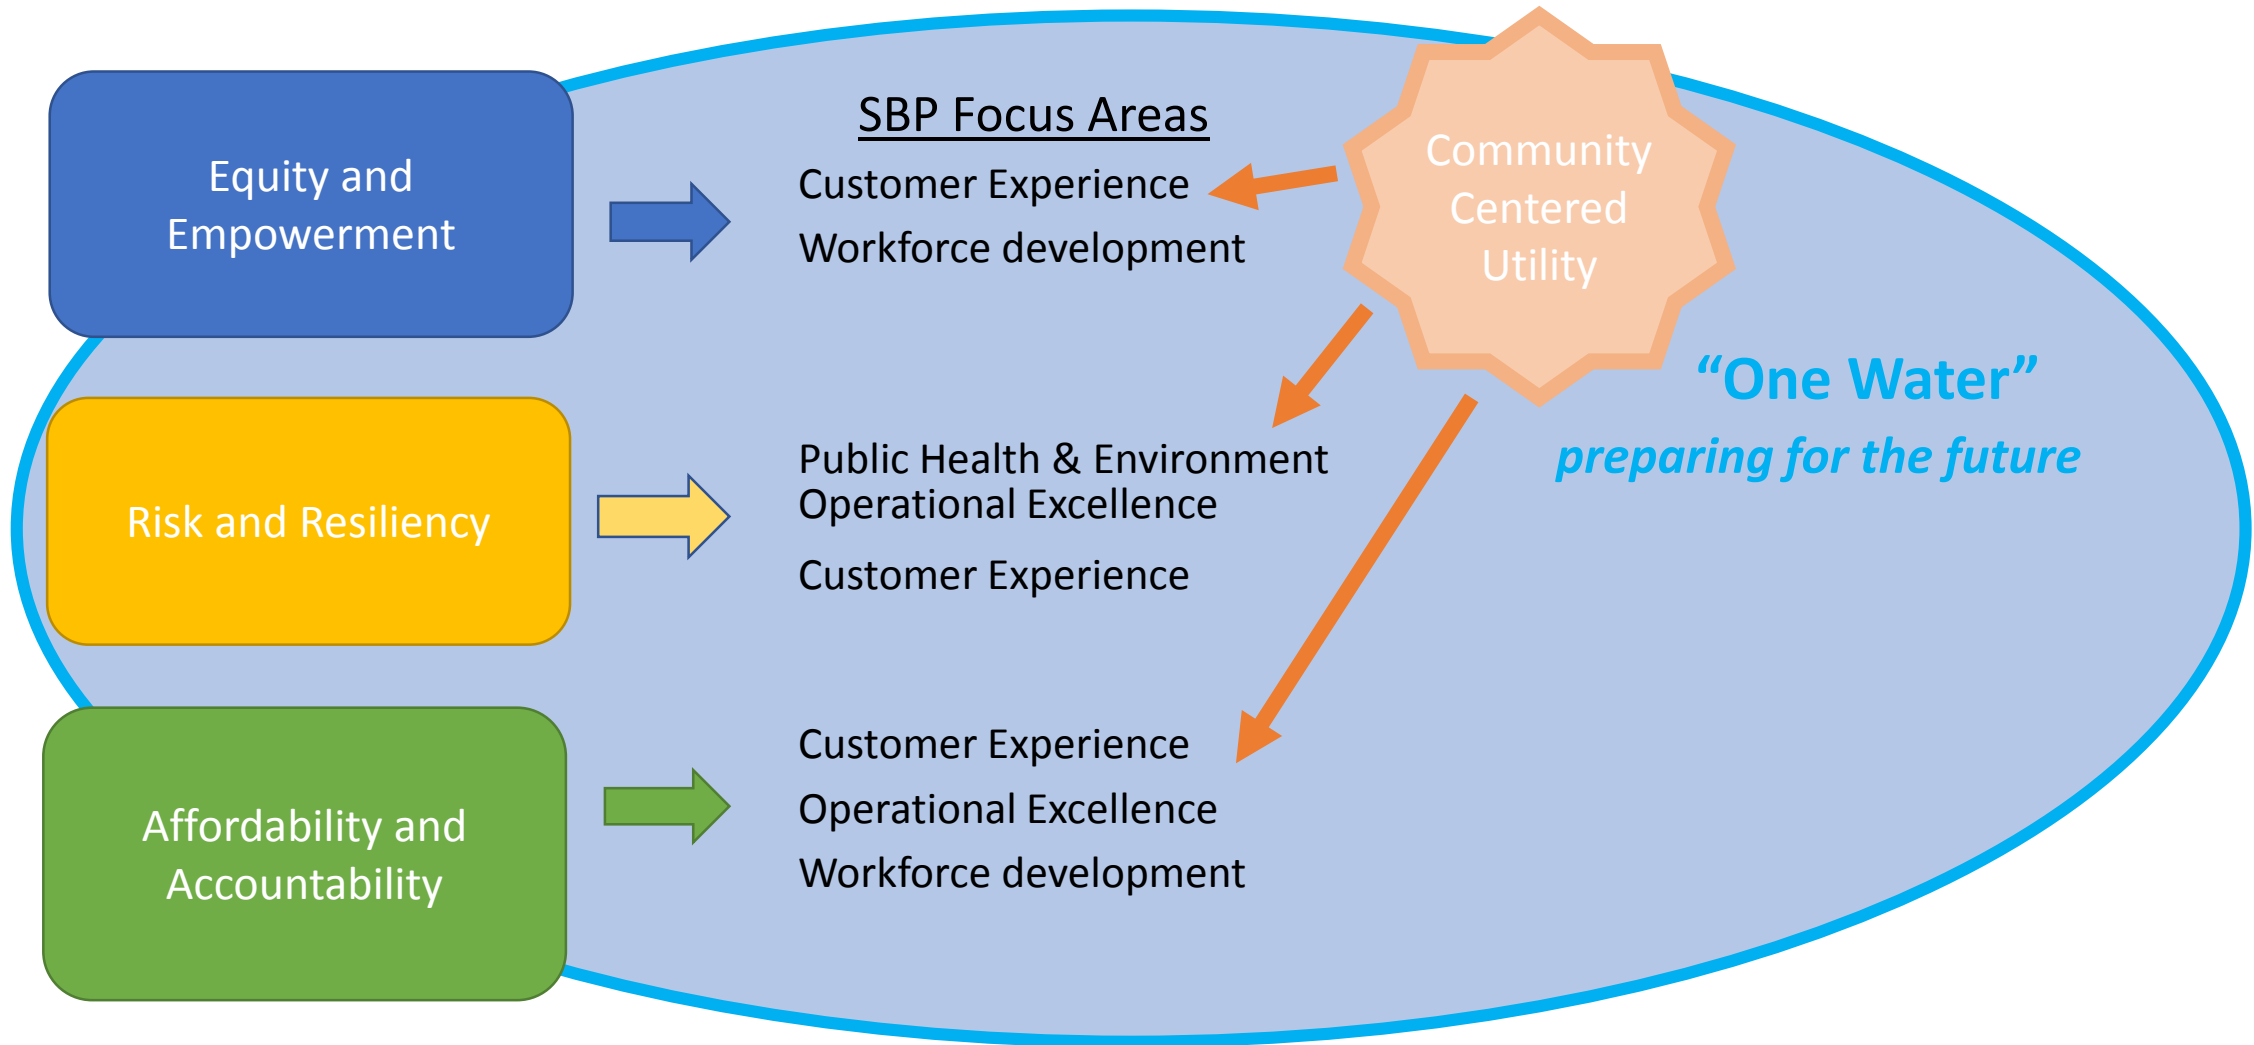 SBP Focus Areas
Equity and
Empowerment
Customer Experience
Workforce development
Community
Centered
Utility
“One Water”
preparing for the future
Risk and Resiliency
Public Health & Environment
Operational Excellence
Customer Experience
Affordability and
Accountability
Customer Experience
Operational Excellence
Workforce development